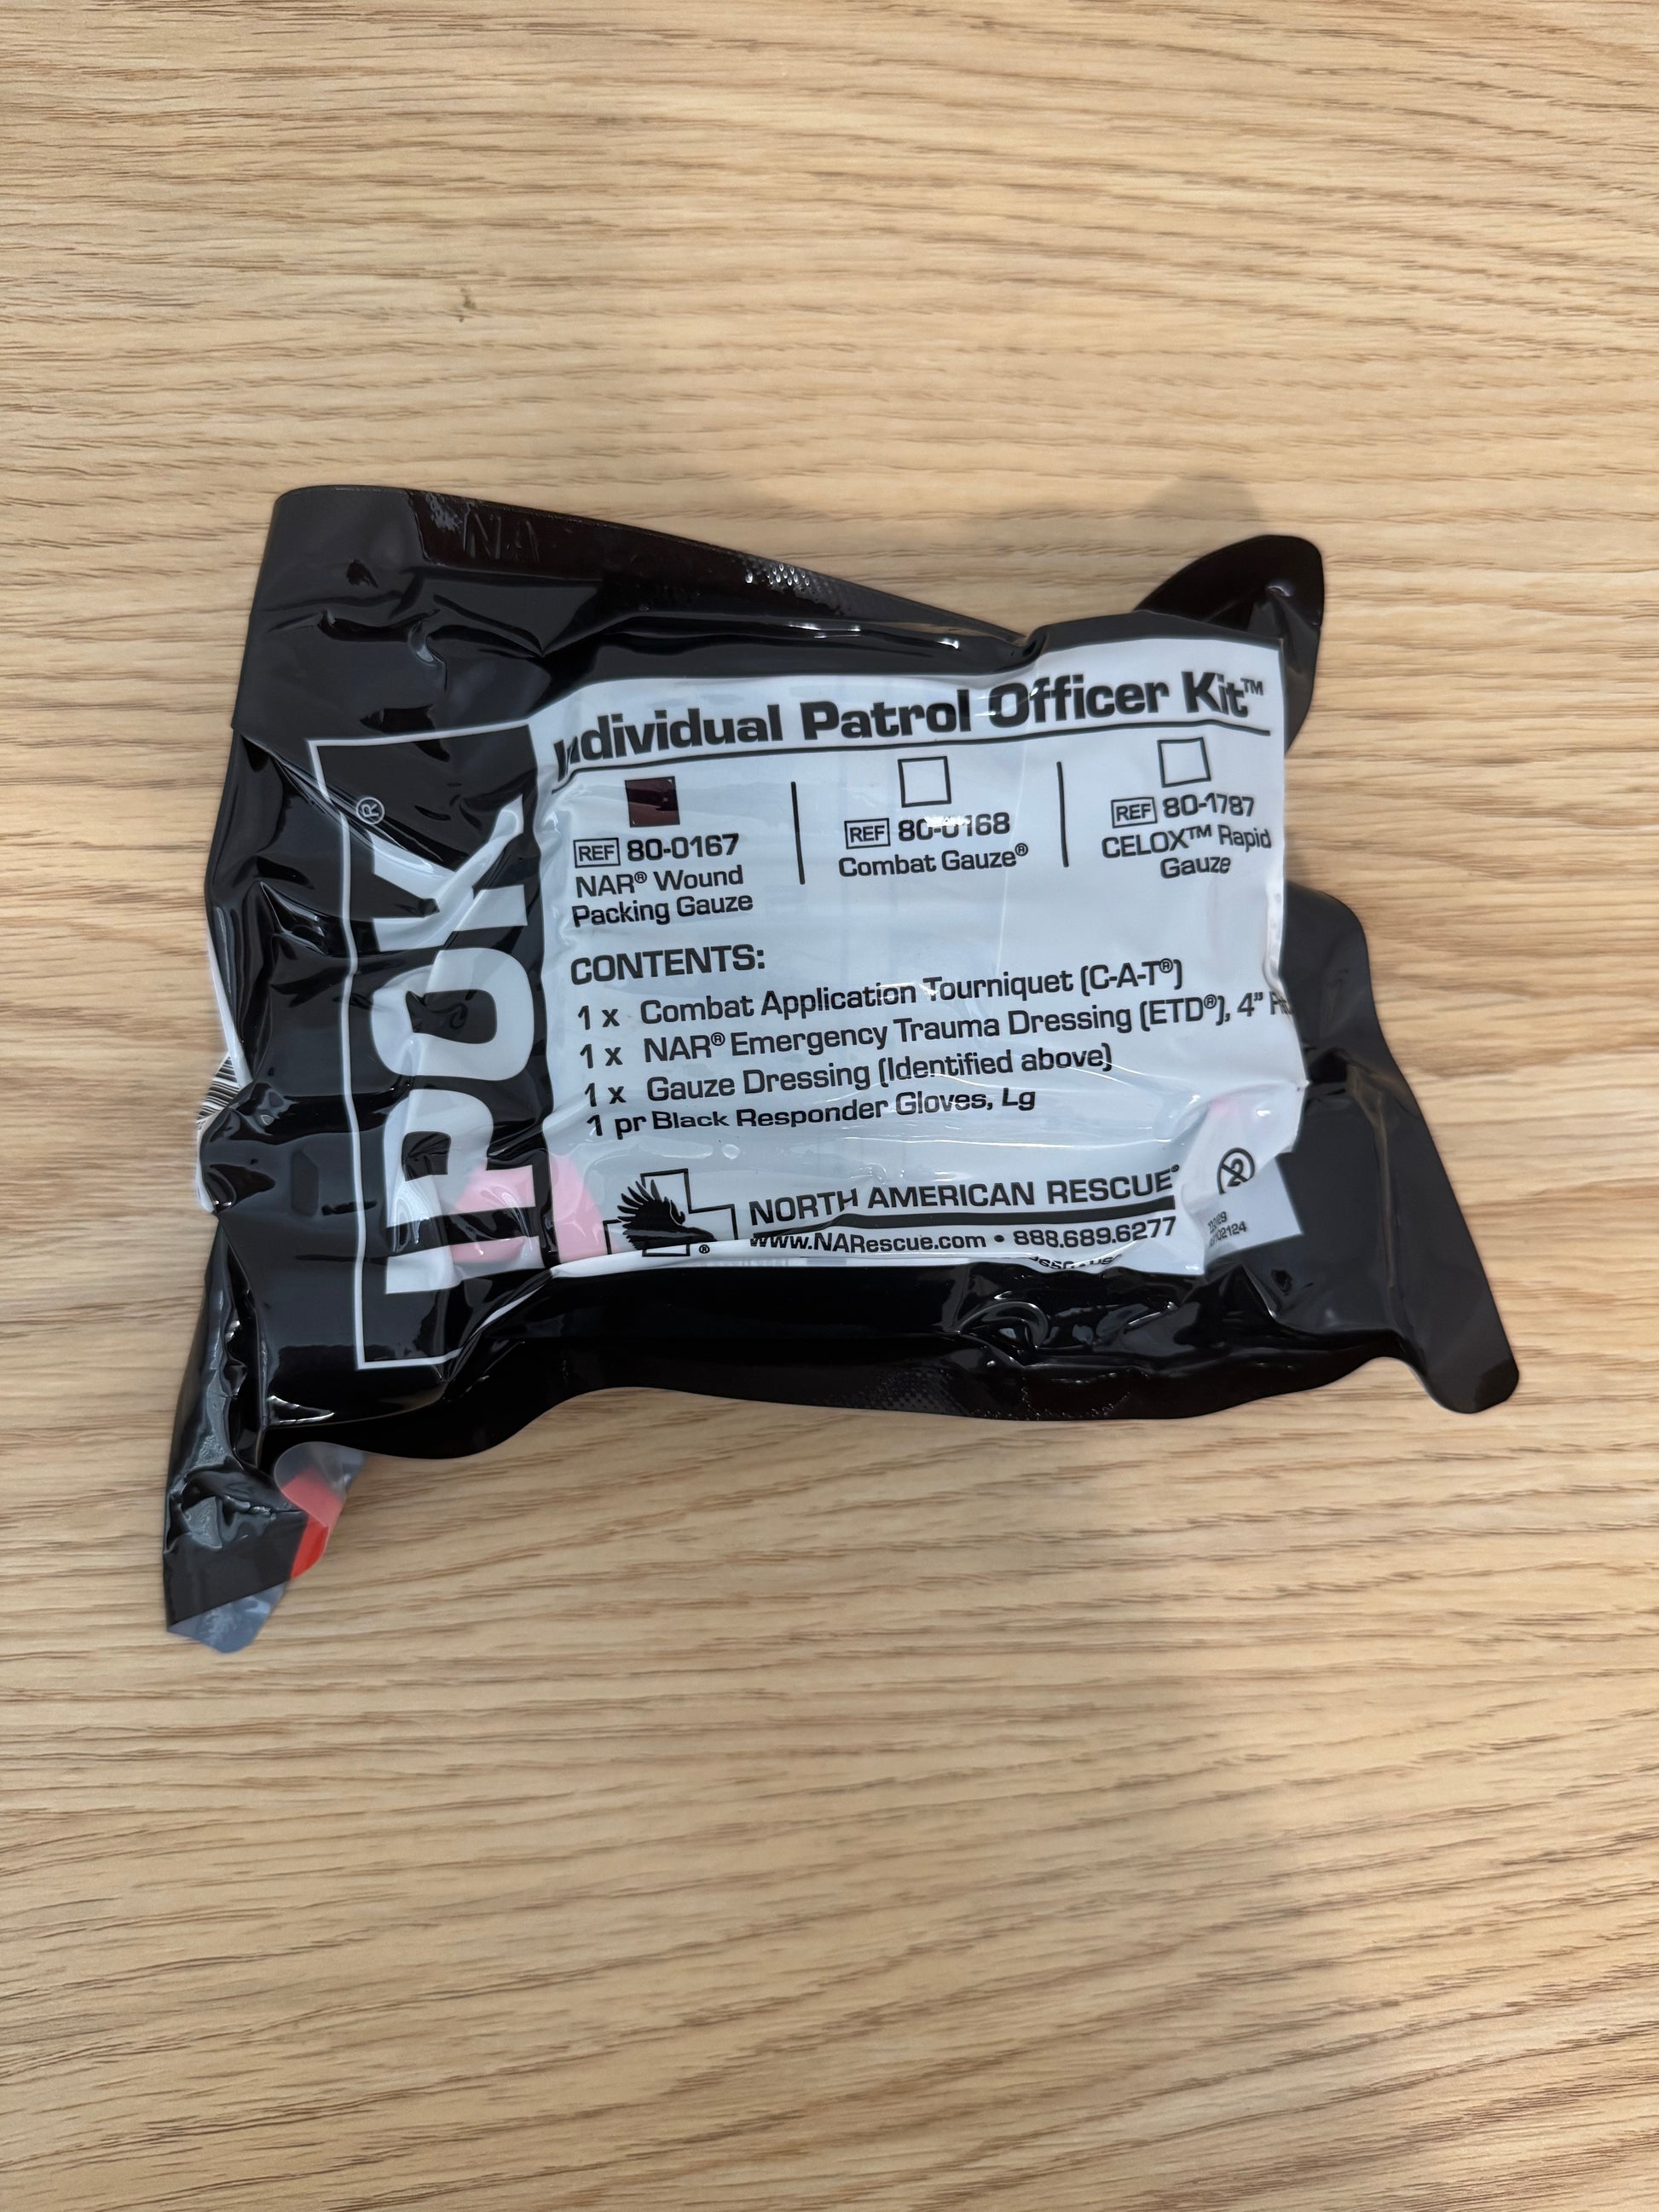 NA
IPOK®
Individual Patrol Officer Kit™
REF 80-0167
NAR® Wound
Packing Gauze
REF 80-0168
Combat Gauze®
REF 80-1787
CELOX™ Rapid
Gauze
CONTENTS:
1 x Combat Application Tourniquet (C-A-T®)
1 x NAR® Emergency Trauma Dressing (ETD®), 4"
1 x Gauze Dressing (Identified above)
1 pr Black Responder Gloves, Lg
NORTH AMERICAN RESCUE®
www.NARescue.com • 888.689.6277
2